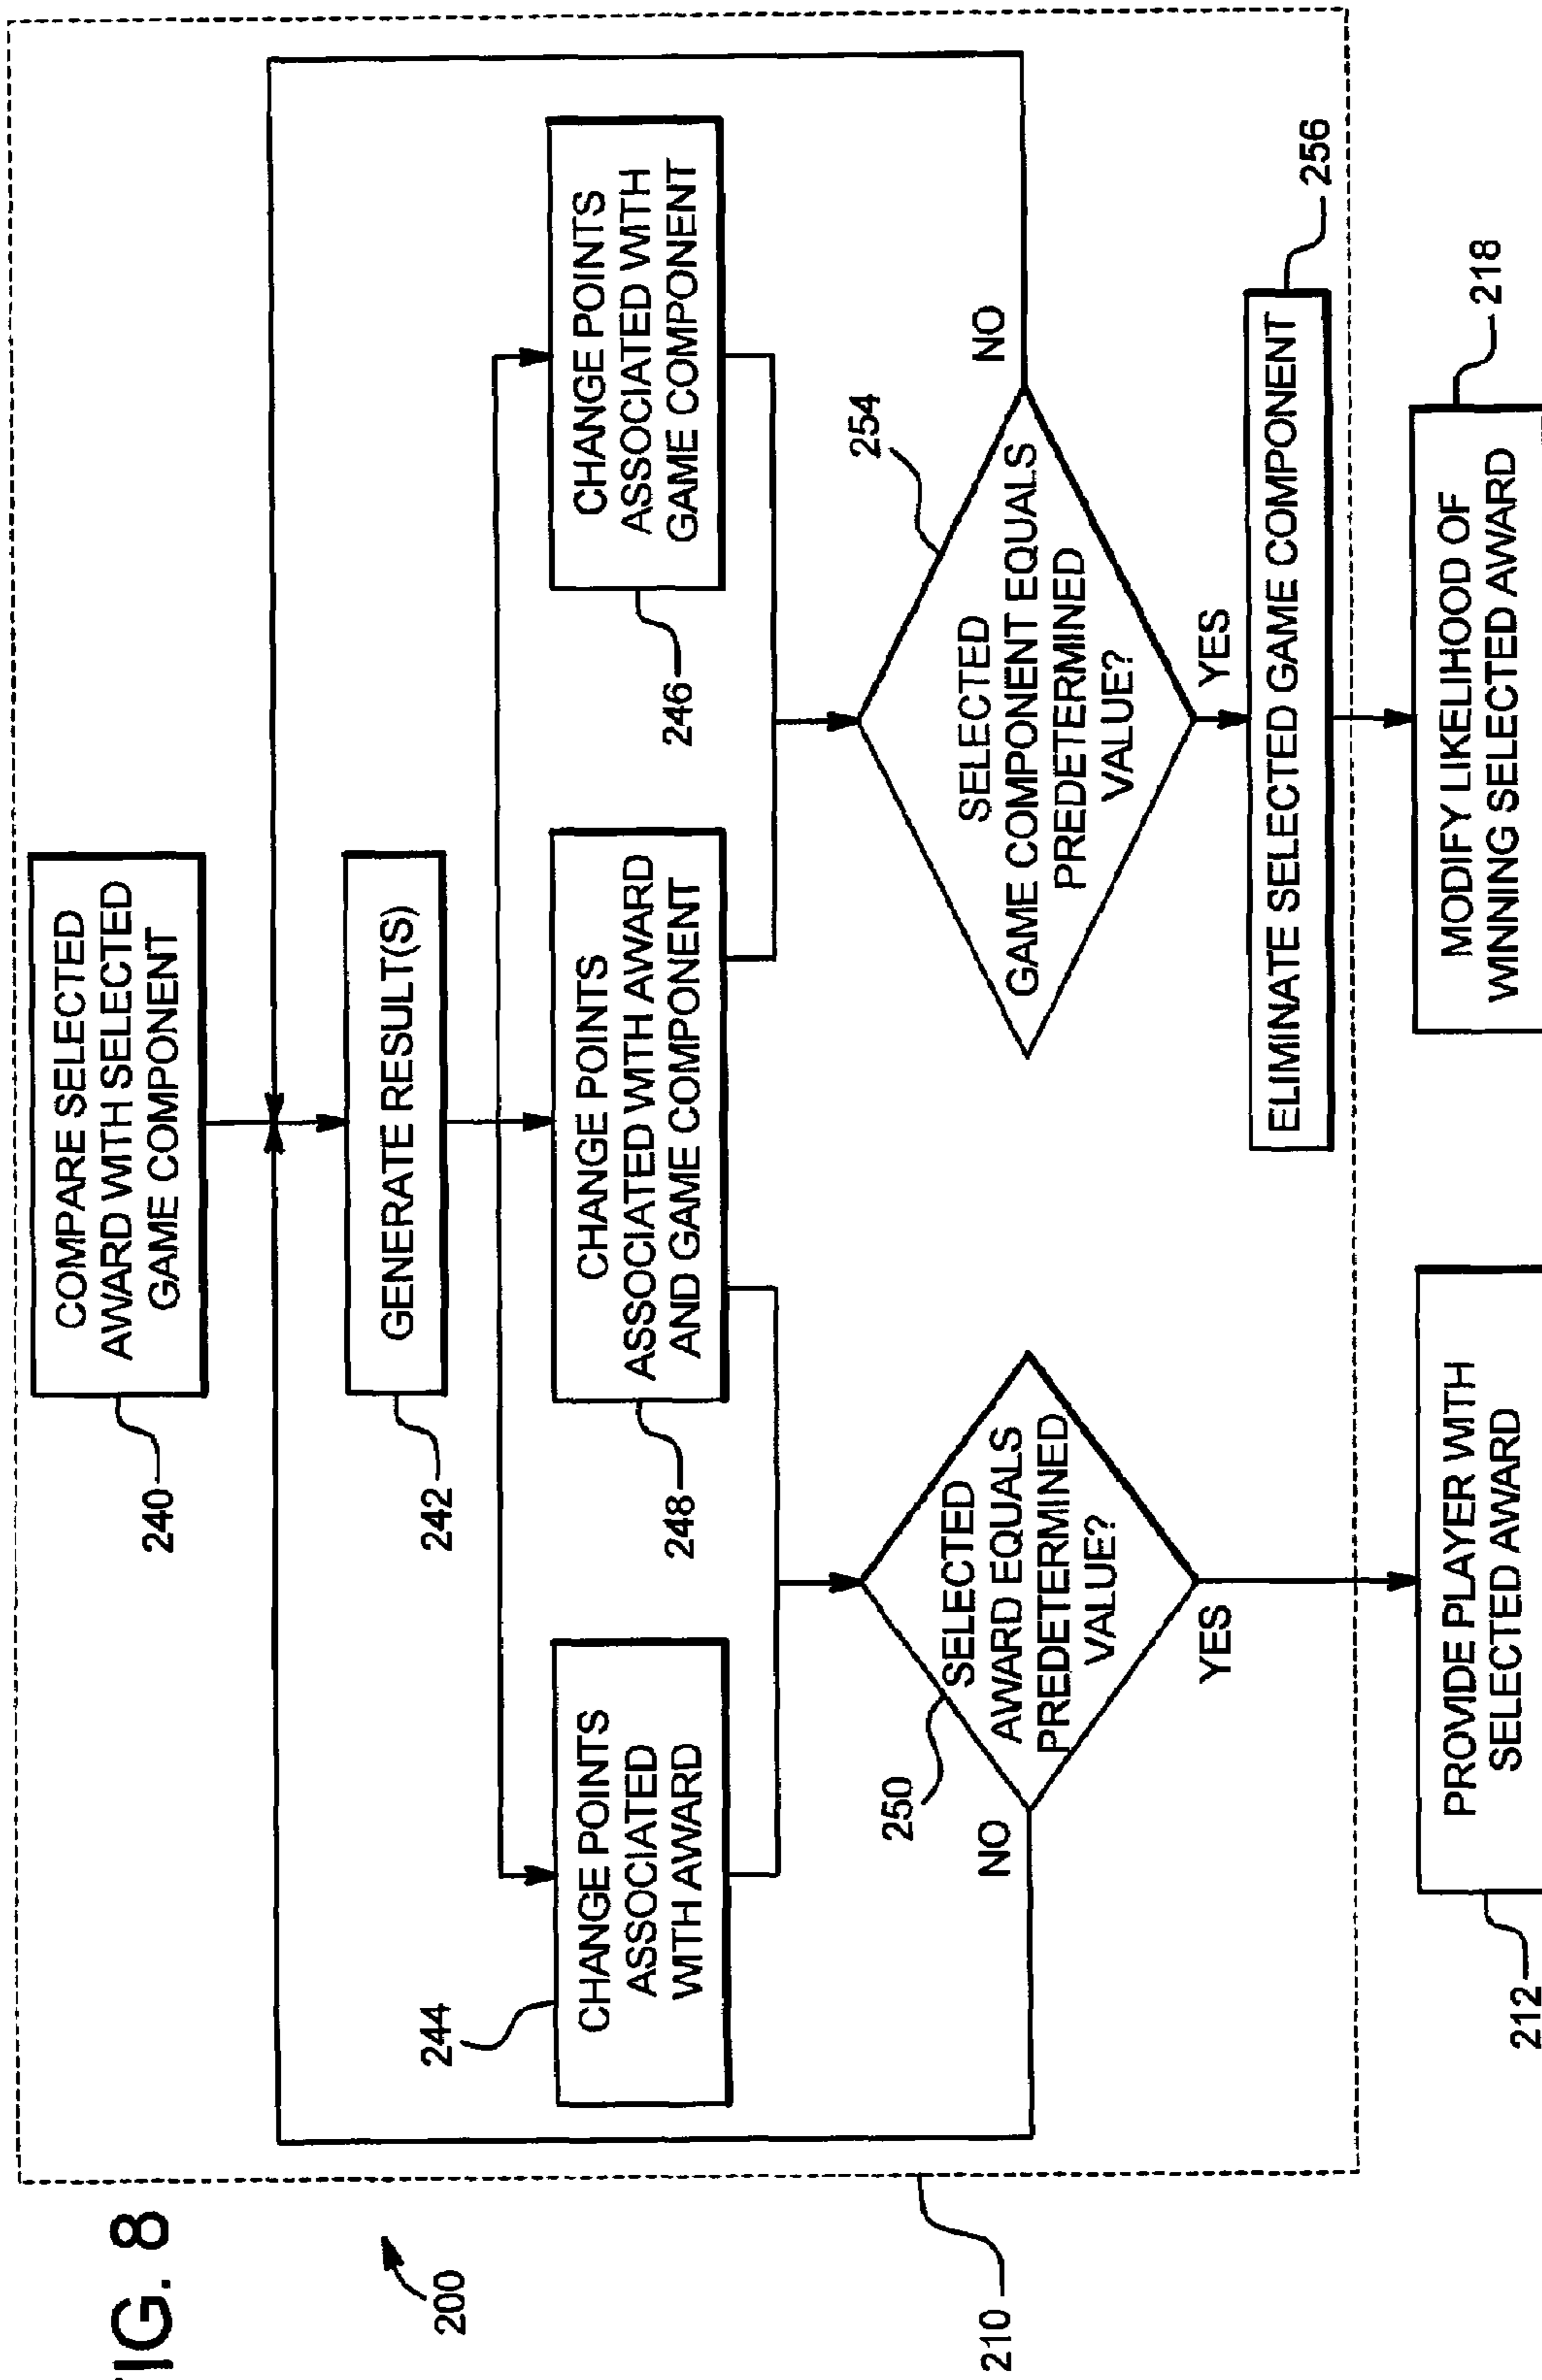 FIG. 8
200
210
COMPARE SELECTED
AWARD WITH SELECTED
GAME COMPONENT
240
GENERATE RESULT(S)
242
244
CHANGE POINTS
ASSOCIATED
WITH AWARD
CHANGE POINTS
ASSOCIATED WITH AWARD
AND GAME COMPONENT
248
CHANGE POINTS
ASSOCIATED WITH
GAME COMPONENT
246
250
SELECTED
AWARD EQUALS
PREDETERMINED
VALUE?
NO
YES
254
SELECTED
GAME COMPONENT EQUALS
PREDETERMINED
VALUE?
NO
YES
ELIMINATE SELECTED GAME COMPONENT
256
PROVIDE PLAYER WITH
SELECTED AWARD
212
MODIFY LIKELIHOOD OF
WINNING SELECTED AWARD
218